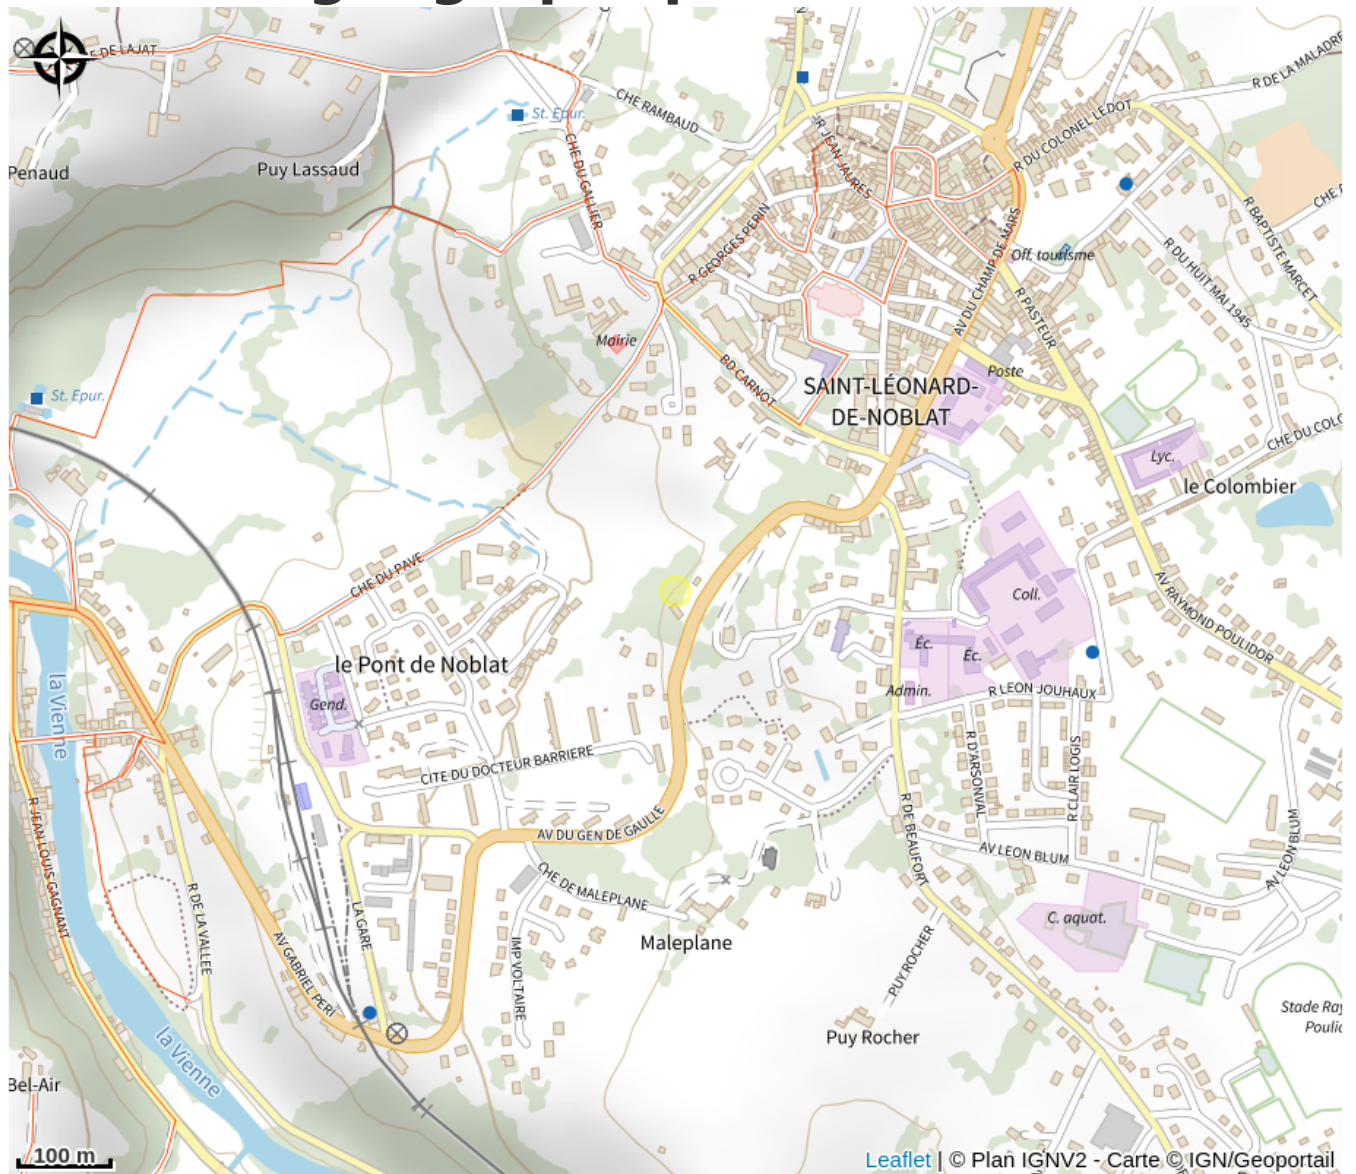 E DE LAJAT
CHE RAMBAUD
R DE LA MALADRE
St. Epur.
R JEAN JAURES
R DU COLONEL LEDOT
Penaud
Puy Lassaud
CHE DU GALLIER
R GEORGES PERIN
R BAPTISTE MARCET
Off. tourisme
R DU HUIT MAI 1945
AV DU CHAMP DE MARS
R PASTEUR
Mairie
BD CARNOT
Poste
SAINT-LÉONARD-
DE-NOBLAT
St. Epur.
CHE DU COLO
Lyc.
le Colombier
CHE DU PAVE
Coll.
AV RAYMOND POULIDOR
Éc.
Éc.
le Pont de Noblat
Gend.
Admin.
R LEON JOUHAUX
la Vienne
CITE DU DOCTEUR BARRIERE
R D'ARSONVAL
R CLAIR LOGIS
R JEAN LOUIS GAGNANT
AV DU GEN DE GAULLE
R DE BEAUFORT
AV LEON BLUM
AV LEON BLUM
CHE DE MALEPLANE
R DE LA VALLEE
LA GARE
C. aquat.
AV GABRIEL PERI
IMP VOLTAIRE
Maleplane
PUY ROCHER
Stade Ray
Poulid
Puy Rocher
la Vienne
Bel-Air
100 m
Leaflet | © Plan IGNV2 - Carte © IGN/Geoportail